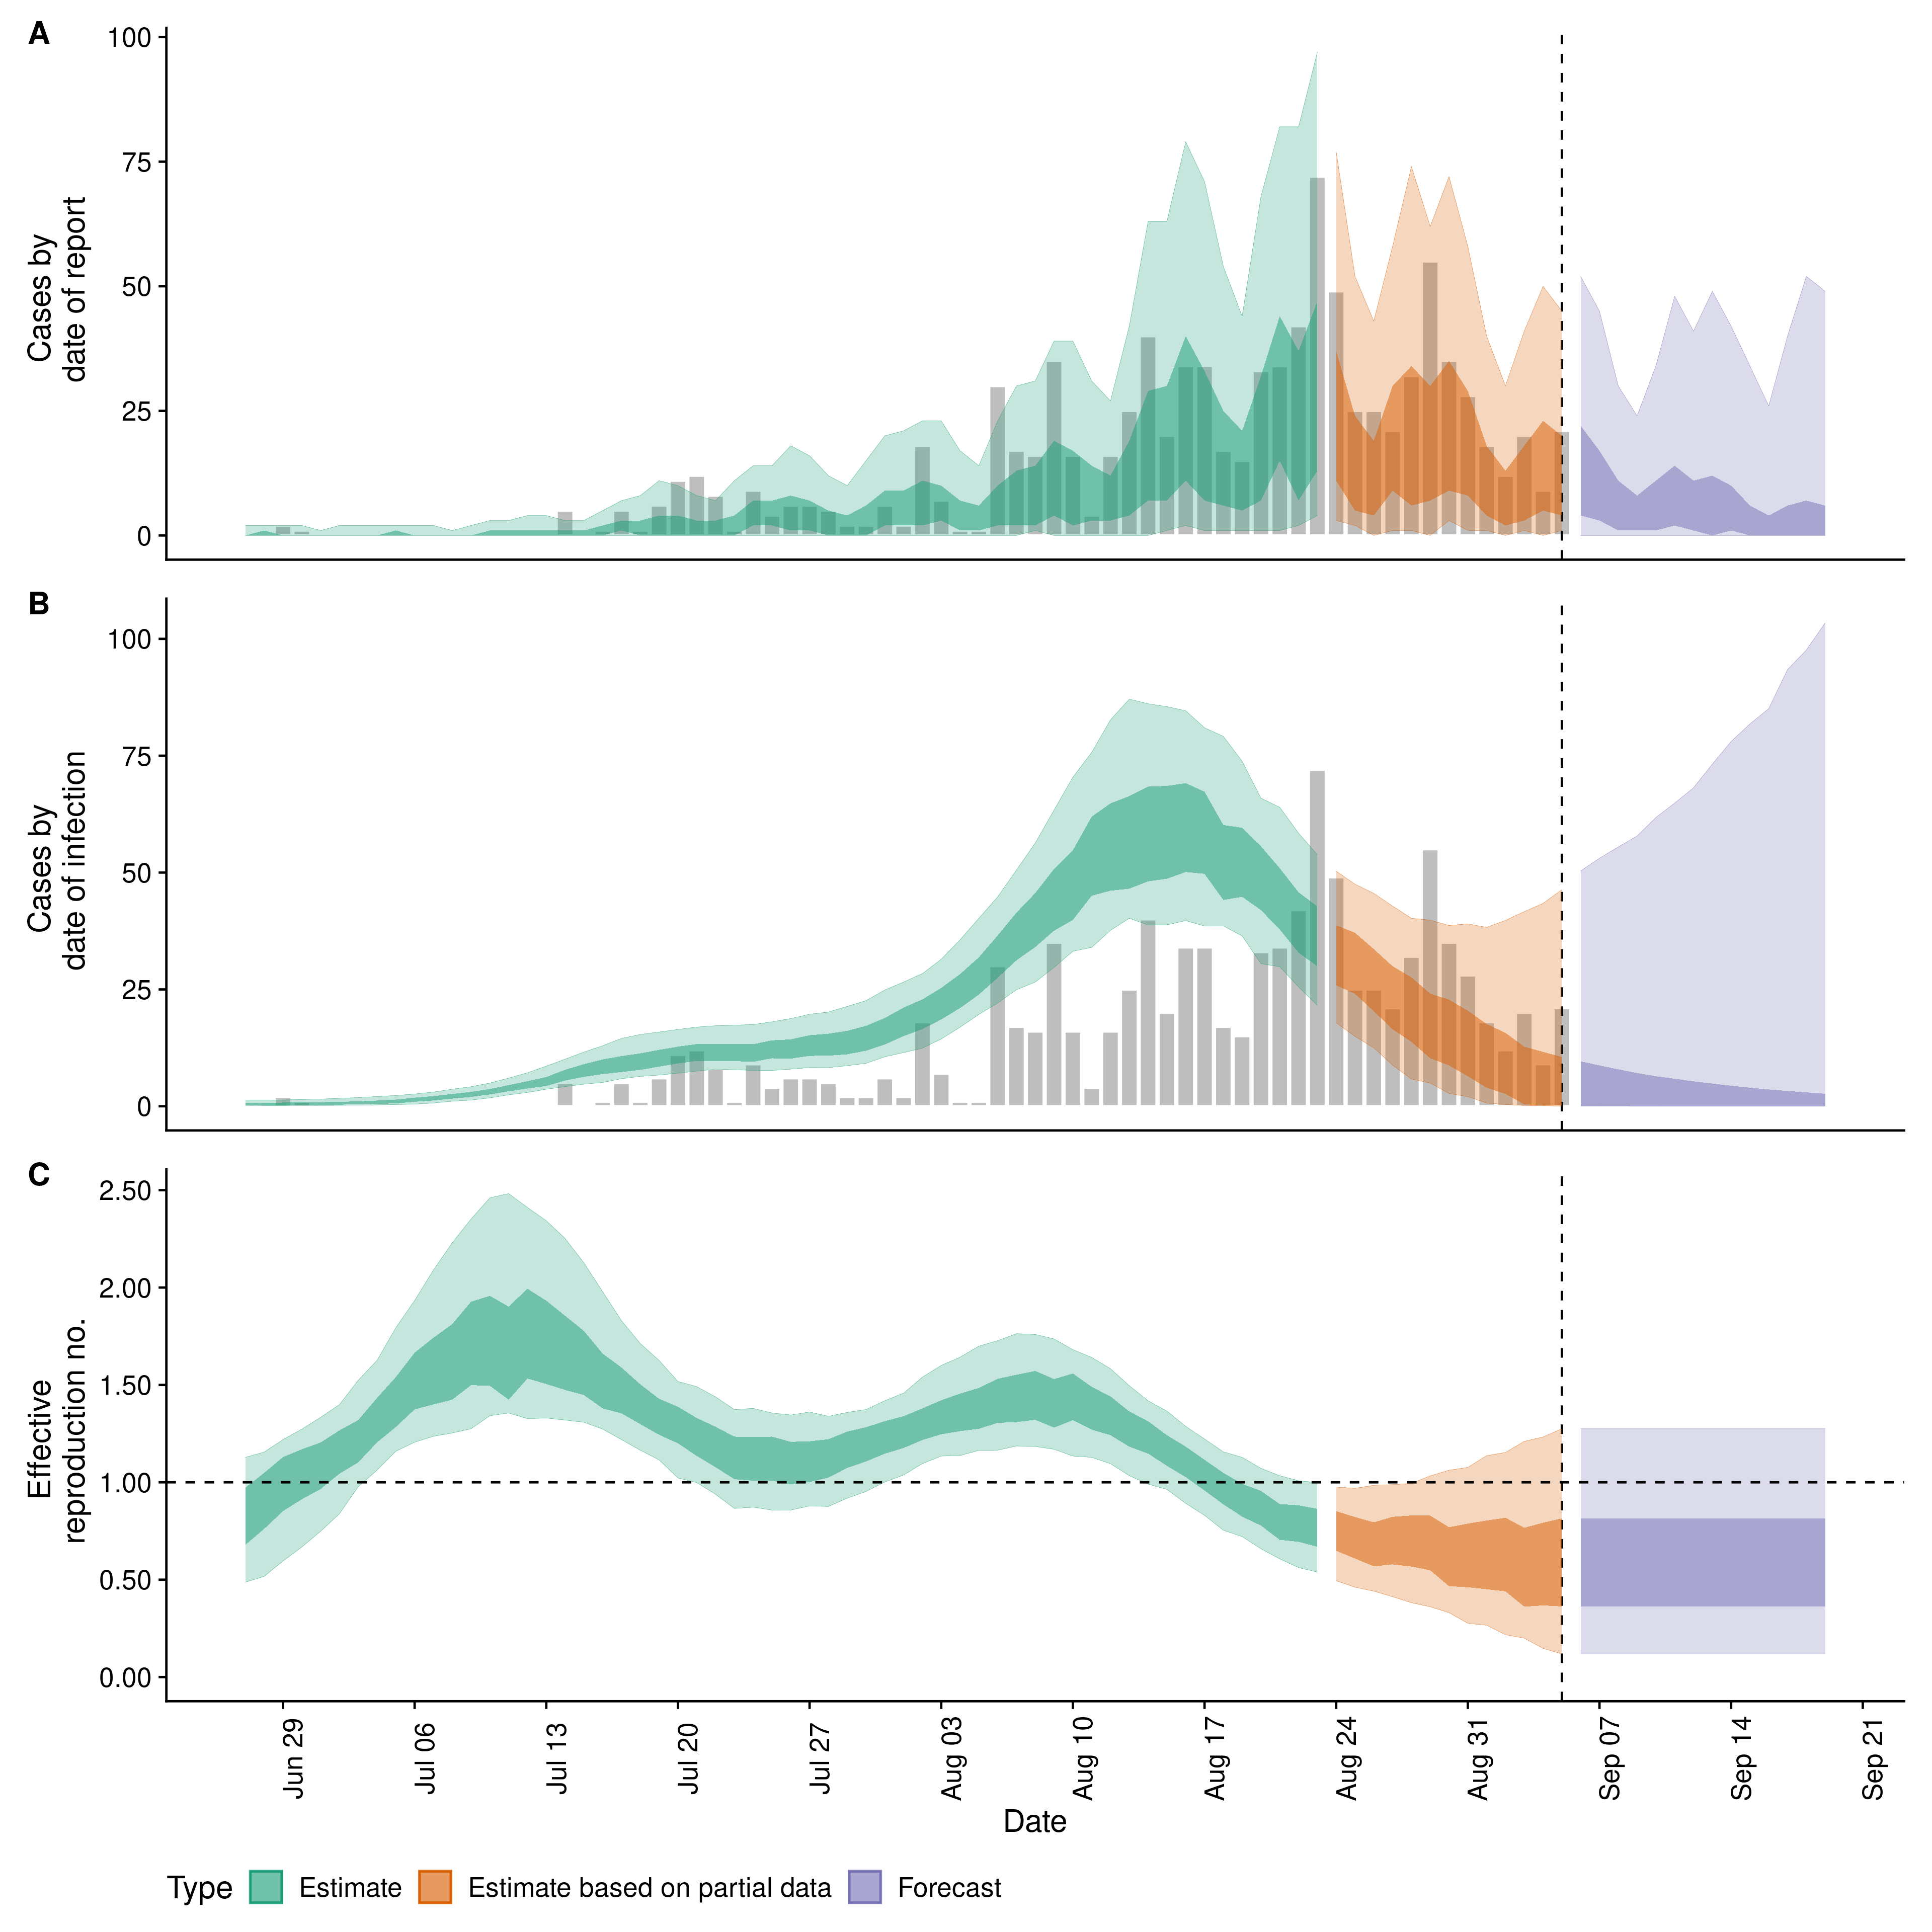 A
Cases by
date of report
100
75
50
25
0
B
Cases by
date of infection
100
75
50
25
0
C
Effective
reproduction no.
2.50
2.00
1.50
1.00
0.50
0.00
Jun 29
Jul 06
Jul 13
Jul 20
Jul 27
Aug 03
Aug 10
Aug 17
Aug 24
Aug 31
Sep 07
Sep 14
Sep 21
Date
Type Estimate Estimate based on partial data Forecast